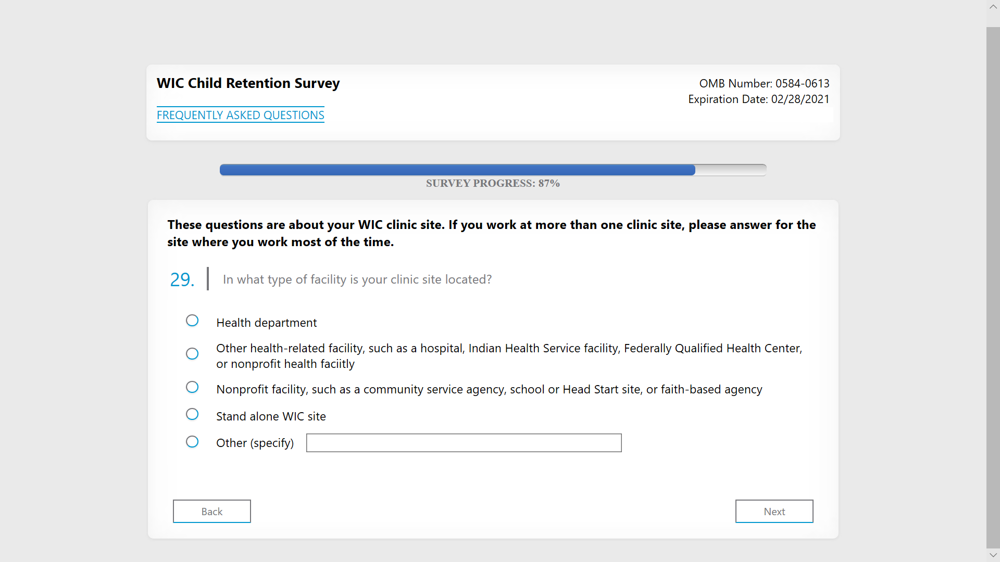 WIC Child Retention Survey
OMB Number: 0584-0613
Expiration Date: 02/28/2021
FREQUENTLY ASKED QUESTIONS
SURVEY PROGRESS: 87%
These questions are about your WIC clinic site. If you work at more than one clinic site, please answer for the
site where you work most of the time.
29. In what type of facility is your clinic site located?
Health department
Other health-related facility, such as a hospital, Indian Health Service facility, Federally Qualified Health Center,
or nonprofit health faciitly
Nonprofit facility, such as a community service agency, school or Head Start site, or faith-based agency
Stand alone WIC site
Other (specify)
Back
Next